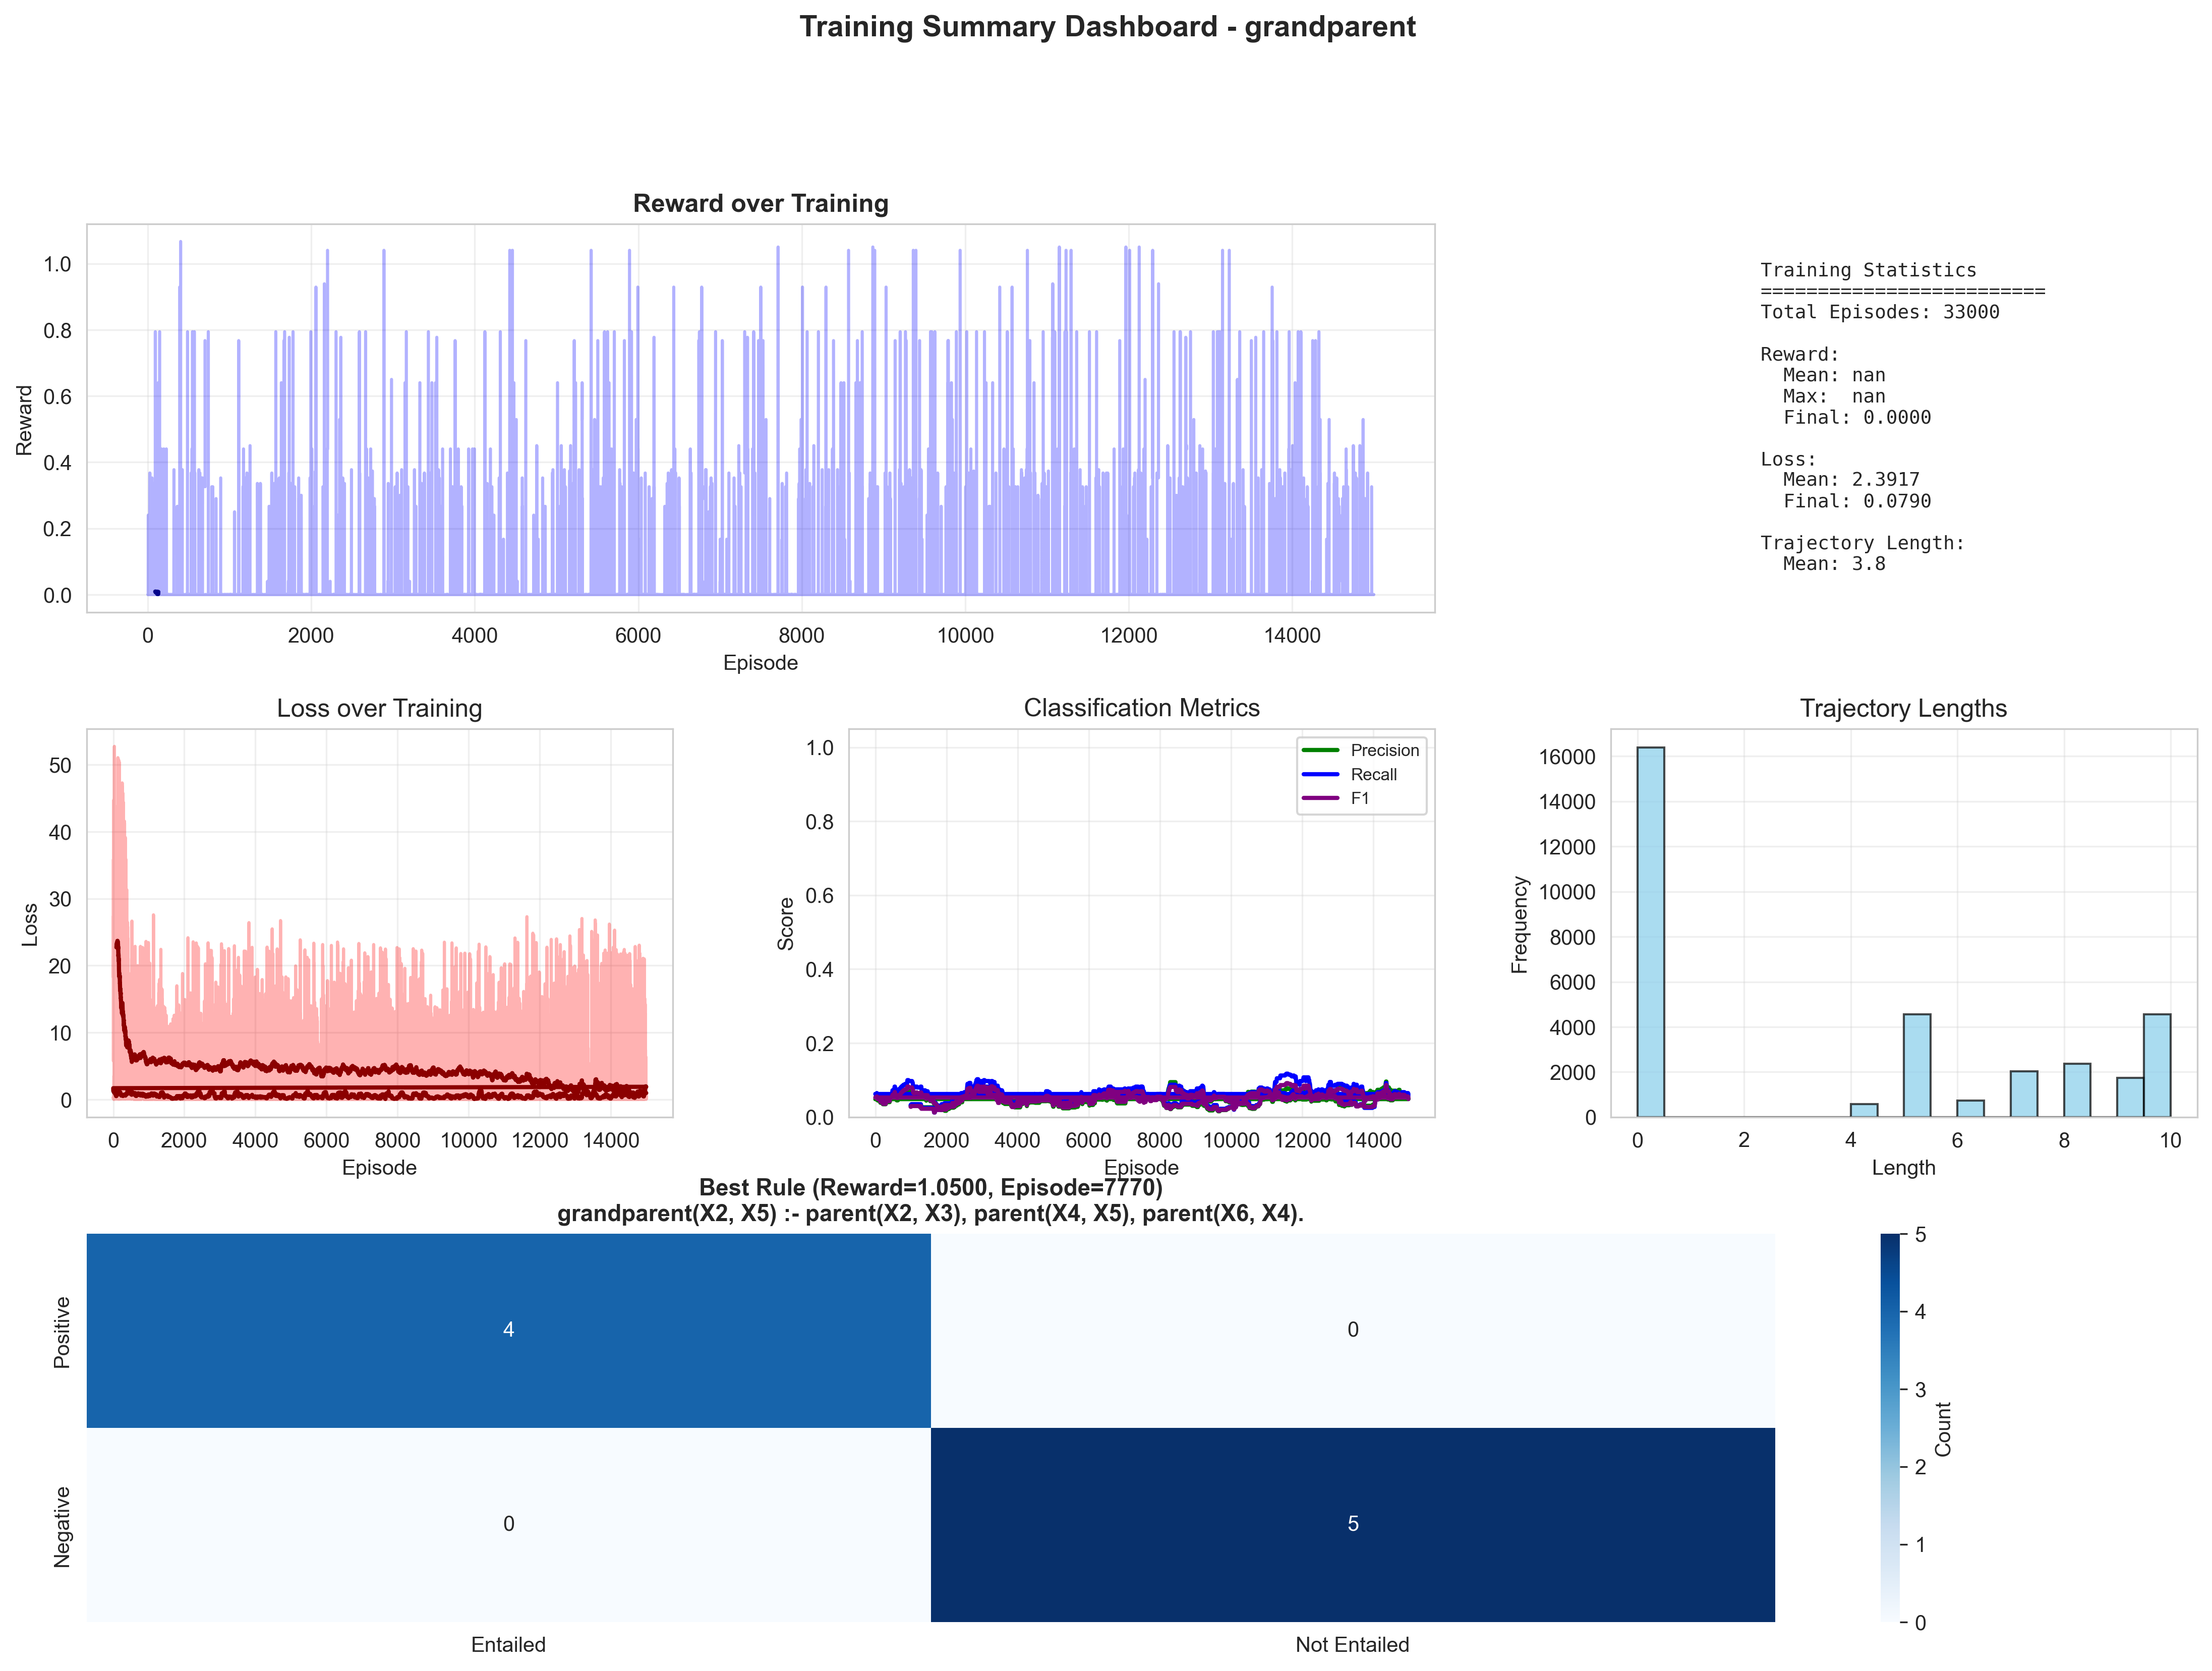 Training Summary Dashboard - grandparent
Reward over Training
1.0
0.8
0.6
0.4
0.2
0.0
Reward
0 2000 4000 6000 8000 10000 12000 14000
Episode
Training Statistics
=========================
Total Episodes: 33000
Reward:
Mean: nan
Max: nan
Final: 0.0000
Loss:
Mean: 2.3917
Final: 0.0790
Trajectory Length:
Mean: 3.8
Loss over Training
50
40
30
20
10
0
Loss
0 2000 4000 6000 8000 10000 12000 14000
Episode
Classification Metrics
1.0
0.8
0.6
0.4
0.2
0.0
Score
Precision
Recall
F1
0 2000 4000 6000 8000 10000 12000 14000
Episode
Trajectory Lengths
16000
14000
12000
10000
8000
6000
4000
2000
0
Frequency
0 2 4 6 8 10
Length
Best Rule (Reward=1.0500, Episode=7770)
grandparent(X2, X5) :- parent(X2, X3), parent(X4, X5), parent(X6, X4).
Positive
4 0
Negative
0 5
Entailed Not Entailed
5
4
3
2
1
0
Count